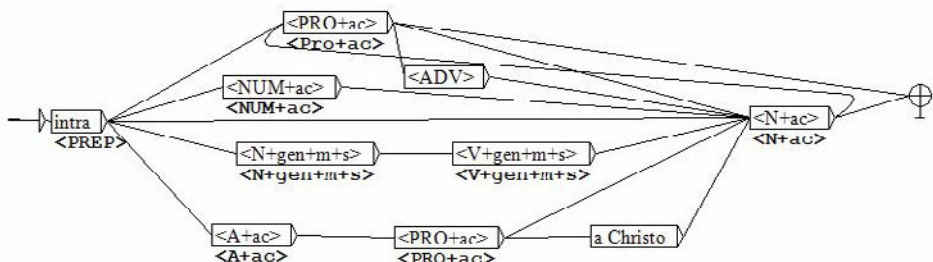 <PRO+ac>
<Pro+ac>
<ADV>
<NUM+ac>
<NUM+ac>
intra
<PREP>
<N+ac>
<N+ac>
<N+gen+m+s>
<N+gen+m+s>
<V+gen+m+s>
<V+gen+m+s>
<A+ac>
<A+ac>
<PRO+ac>
<PRO+ac>
a Christo